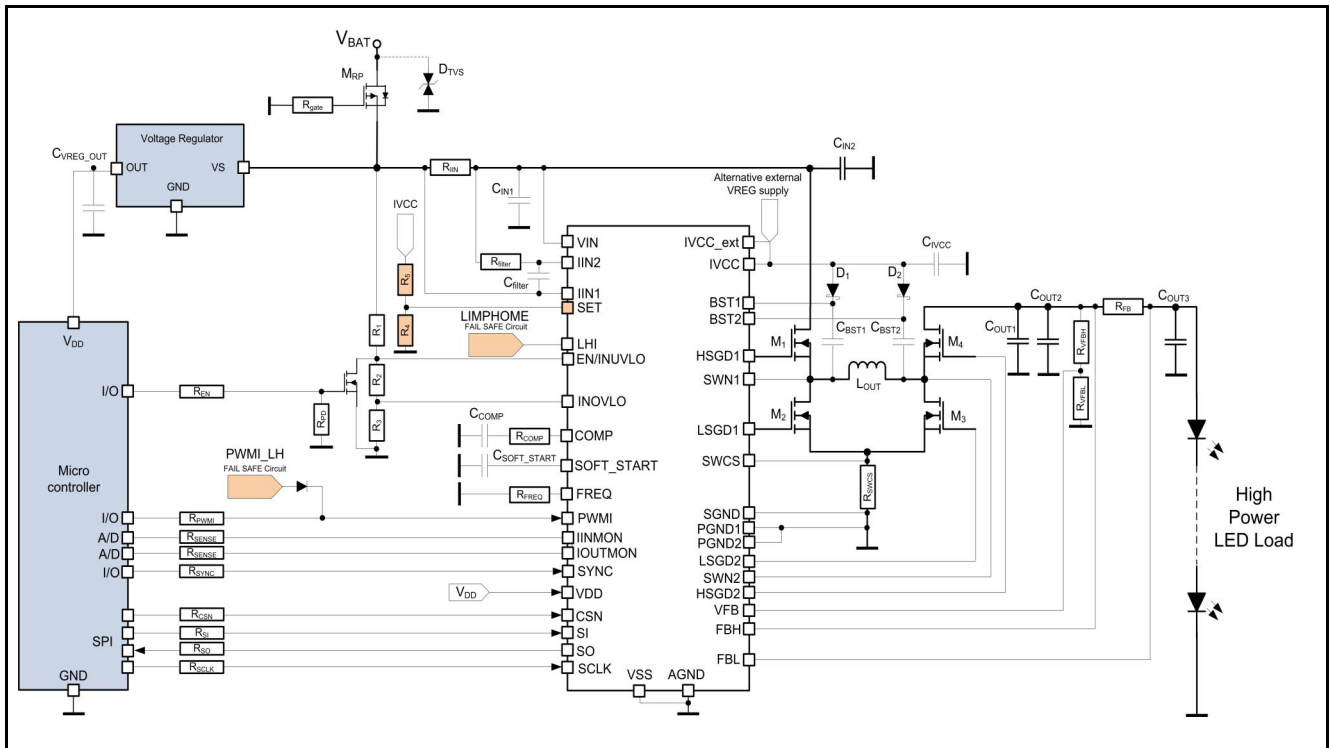 VBAT
MRP
DTVS
Rgate
Voltage Regulator
CVREG_OUT
OUT
VS
GND
RIIN
CIN1
CIN2
Alternative external
VREG supply
IVCC
Rfilter
Cfilter
R5
R4
R1
R2
R3
LIMPHOME
FAIL SAFE Circuit
VIN
IIN2
IIN1
SET
LHI
EN/INUVLO
INOVLO
COMP
SOFT_START
FREQ
PWMI
IINMON
IOUTMON
SYNC
VDD
CSN
SI
SO
SCLK
VSS
AGND
IVCC_ext
IVCC
BST1
BST2
HSGD1
SWN1
LSGD1
SWCS
SGND
PGND1
PGND2
LSGD2
SWN2
HSGD2
VFB
FBH
FBL
CIVCC
D1
D2
CBST1
CBST2
M1
M4
LOUT
M2
M3
RSWCS
COUT1
COUT2
RFB
COUT3
RVFBH
RVFBL
High
Power
LED Load
CCOMP
RCOMP
CSOFT_START
RFREQ
VDD
I/O
REN
RPD
Micro
controller
PWMI_LH
FAIL SAFE Circuit
I/O
RPWMI
A/D
RSENSE
A/D
RSENSE
I/O
RSYNC
VDD
SPI
RCSN
RSI
RSO
RSCLK
GND